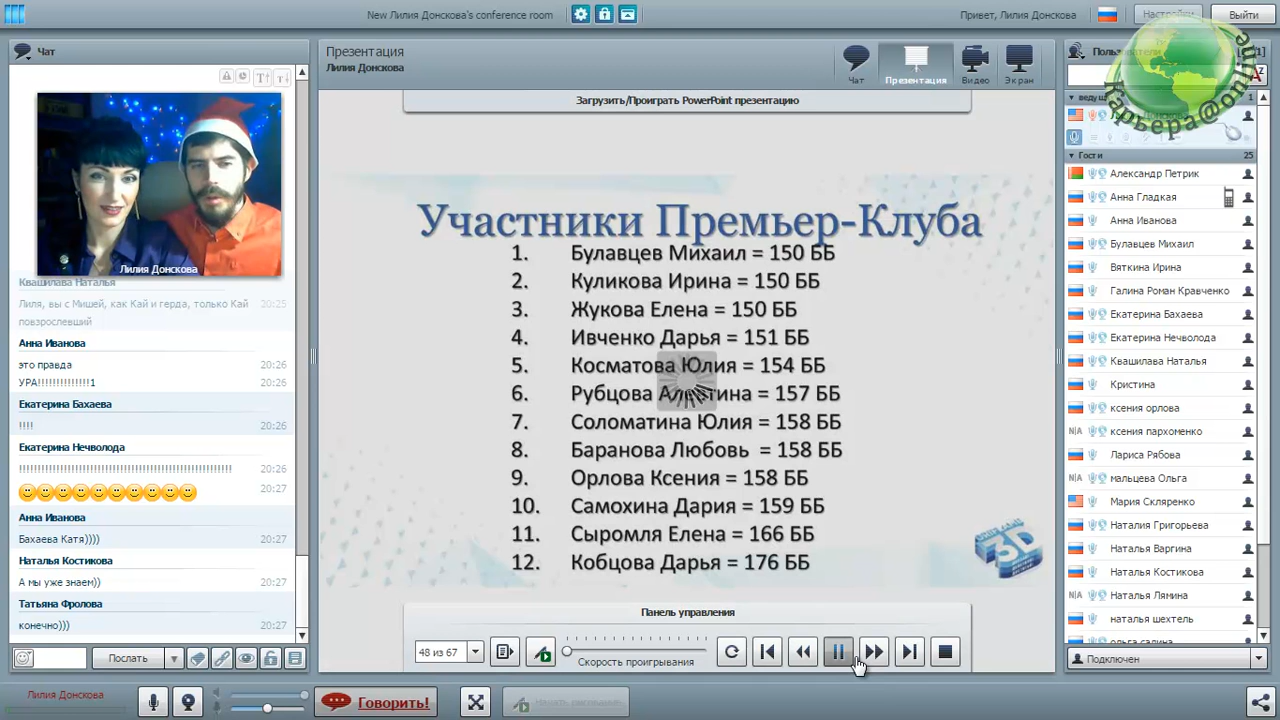 New Лилия Донскова's conference room
Привет, Лилия Донскова
Настройки
Выйти
карьера@online
Чат
Лилия Донскова
Квашилава Наталья
Лиля, вы с Мишей, как Кай и герда, только Кай 20:25
повзрослевший
Анна Иванова
это правда 20:26
УРА!!!!!!!!!!!!!!1 20:26
Екатерина Бахаева
!!!! 20:26
Екатерина Нечволода
!!!!!!!!!!!!!!!!!!!!!!!!!!!!!!!!!!!!!!!!!! 20:26
20:27
Анна Иванова
Бахаева Катя)))) 20:27
Наталья Костикова
А мы уже знаем)) 20:27
Татьяна Фролова
конечно))) 20:27
Послать
Презентация
Лилия Донскова
Чат
Презентация
Видео
Экран
Загрузить/Проиграть PowerPoint презентацию
Участники Премьер-Клуба
1. Булавцев Михаил = 150 ББ
2. Куликова Ирина = 150 ББ
3. Жукова Елена = 150 ББ
4. Ивченко Дарья = 151 ББ
5. Косматова Юлия = 154 ББ
6. Рубцова Алевтина = 157 ББ
7. Соломатина Юлия = 158 ББ
8. Баранова Любовь = 158 ББ
9. Орлова Ксения = 158 ББ
10. Самохина Дария = 159 ББ
11. Сыромля Елена = 166 ББ
12. Кобцова Дарья = 176 ББ
3D
Панель управления
48 из 67
Скорость проигрывания
ведущ 1
Гости 25
Александр Петрик
Анна Гладкая
Анна Иванова
Булавцев Михаил
Вяткина Ирина
Галина Роман Кравченко
Екатерина Бахаева
Екатерина Нечволода
Квашилава Наталья
Кристина
ксения орлова
N/A ксения пархоменко
Лариса Рябова
N/A мальцева Ольга
Мария Скляренко
Наталия Григорьева
Наталья Варгина
Наталья Костикова
N/A Наталья Лямина
наталья шехтель
ольга салина
Подключен
Лилия Донскова
Говорить!